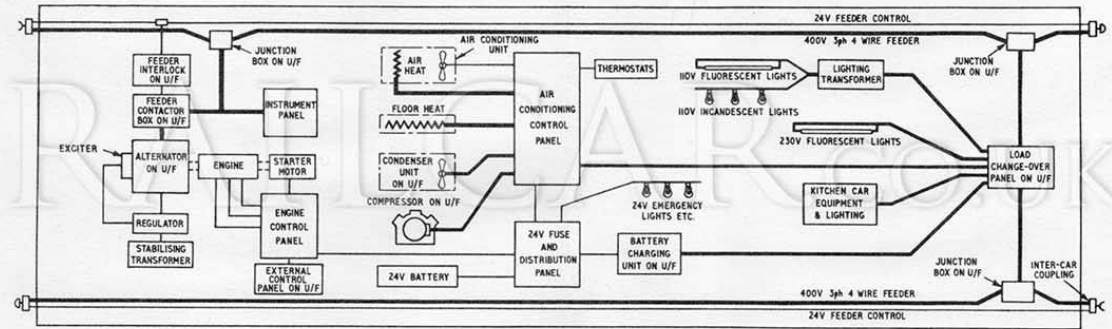 24V FEEDER CONTROL
400V 3ph 4 WIRE FEEDER
JUNCTION
BOX ON U/F
JUNCTION
BOX ON U/F
FEEDER
INTERLOCK
ON U/F
FEEDER
CONTACTOR
BOX ON U/F
INSTRUMENT
PANEL
EXCITER
ALTERNATOR
ON U/F
ENGINE
STARTER
MOTOR
REGULATOR
STABILISING
TRANSFORMER
ENGINE
CONTROL
PANEL
EXTERNAL
CONTROL
PANEL ON U/F
AIR CONDITIONING
UNIT
AIR
HEAT
FLOOR HEAT
CONDENSER
UNIT
ON U/F
COMPRESSOR ON U/F
AIR
CONDITIONING
CONTROL
PANEL
THERMOSTATS
24V BATTERY
24V FUSE
AND
DISTRIBUTION
PANEL
24V EMERGENCY
LIGHTS ETC.
BATTERY
CHARGING
UNIT ON U/F
110V FLUORESCENT LIGHTS
LIGHTING
TRANSFORMER
110V INCANDESCENT LIGHTS
230V FLUORESCENT LIGHTS
KITCHEN CAR
EQUIPMENT
& LIGHTING
LOAD
CHANGE-OVER
PANEL ON U/F
JUNCTION
BOX ON U/F
INTER-CAR
COUPLING
400V 3ph 4 WIRE FEEDER
24V FEEDER CONTROL
RAILCAR.CO.UK